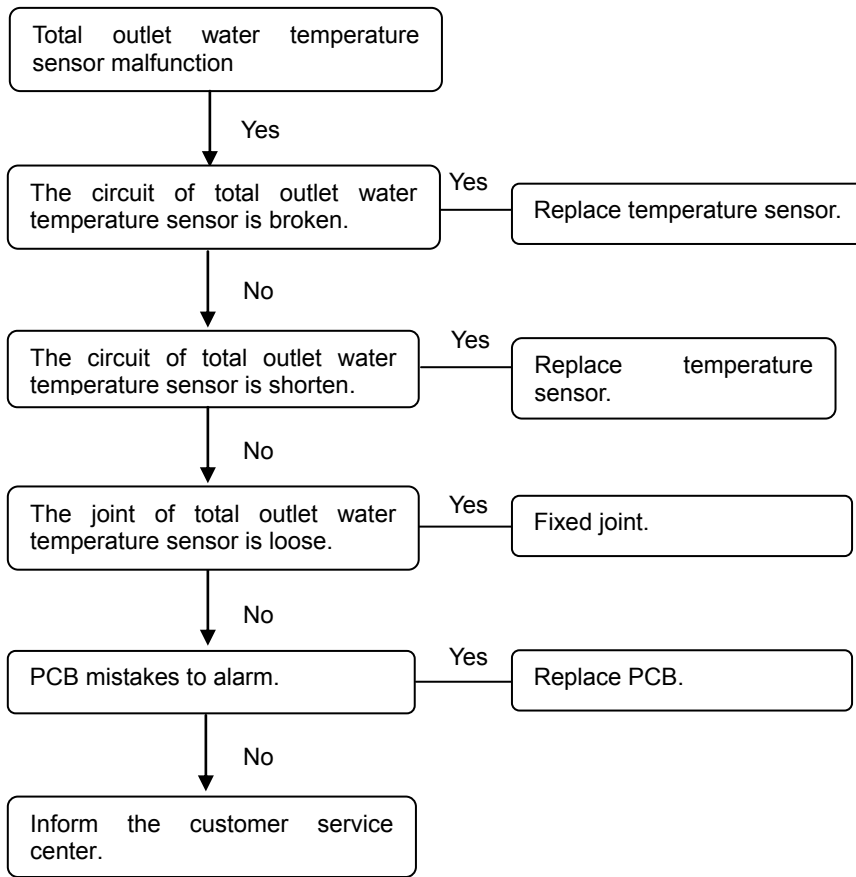 Total outlet water temperature
sensor malfunction
Yes
The circuit of total outlet water
temperature sensor is broken.
Yes
Replace temperature sensor.
No
The circuit of total outlet water
temperature sensor is shorten.
Yes
Replace temperature
sensor.
No
The joint of total outlet water
temperature sensor is loose.
Yes
Fixed joint.
No
PCB mistakes to alarm.
Yes
Replace PCB.
No
Inform the customer service
center.